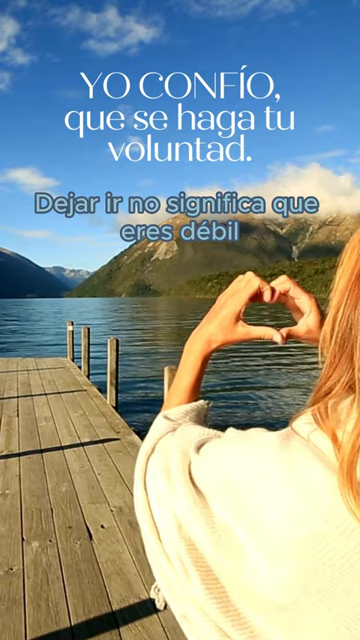 YO CONFÍO,
que se haga tu
voluntad.
Dejar ir no significa que
eres débil